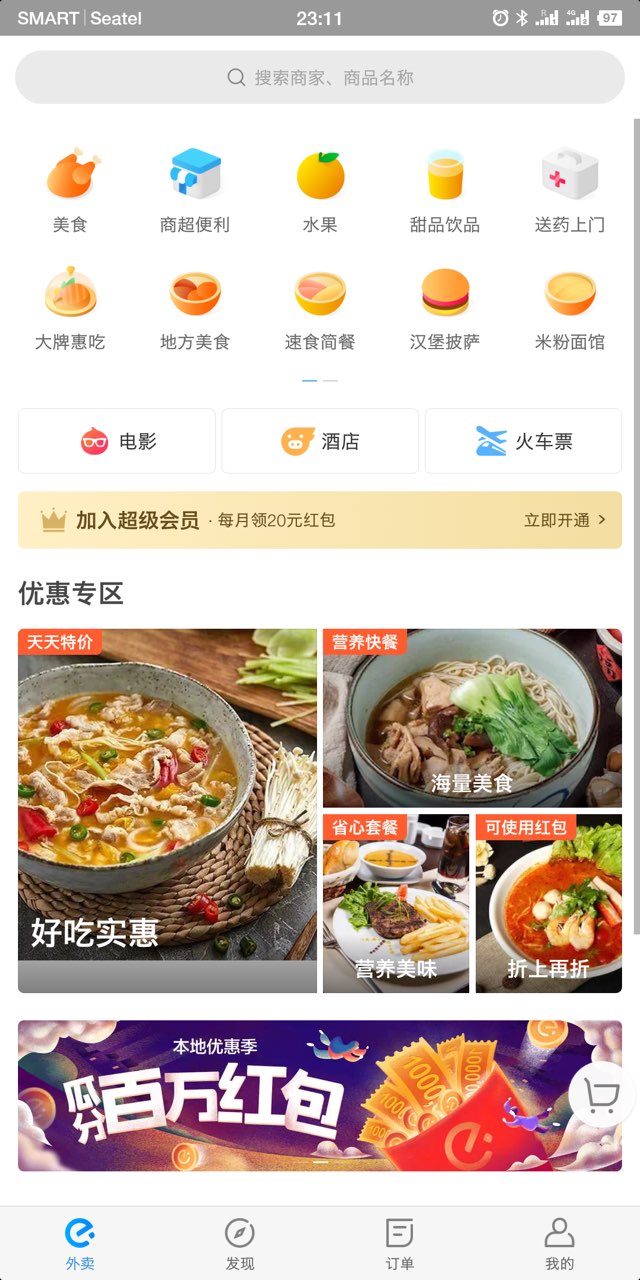 SMART | Seatel 23:11 R 4G 97
搜索商家、商品名称
美食 商超便利 水果 甜品饮品 送药上门
大牌惠吃 地方美食 速食简餐 汉堡披萨 米粉面馆
电影 酒店 火车票
加入超级会员 · 每月领20元红包 立即开通 >
优惠专区
天天特价
好吃实惠
营养快餐
海量美食
省心套餐
营养美味
可使用红包
折上再折
本地优惠季
瓜分百万红包
1000
100
100
100
外卖 发现 订单 我的